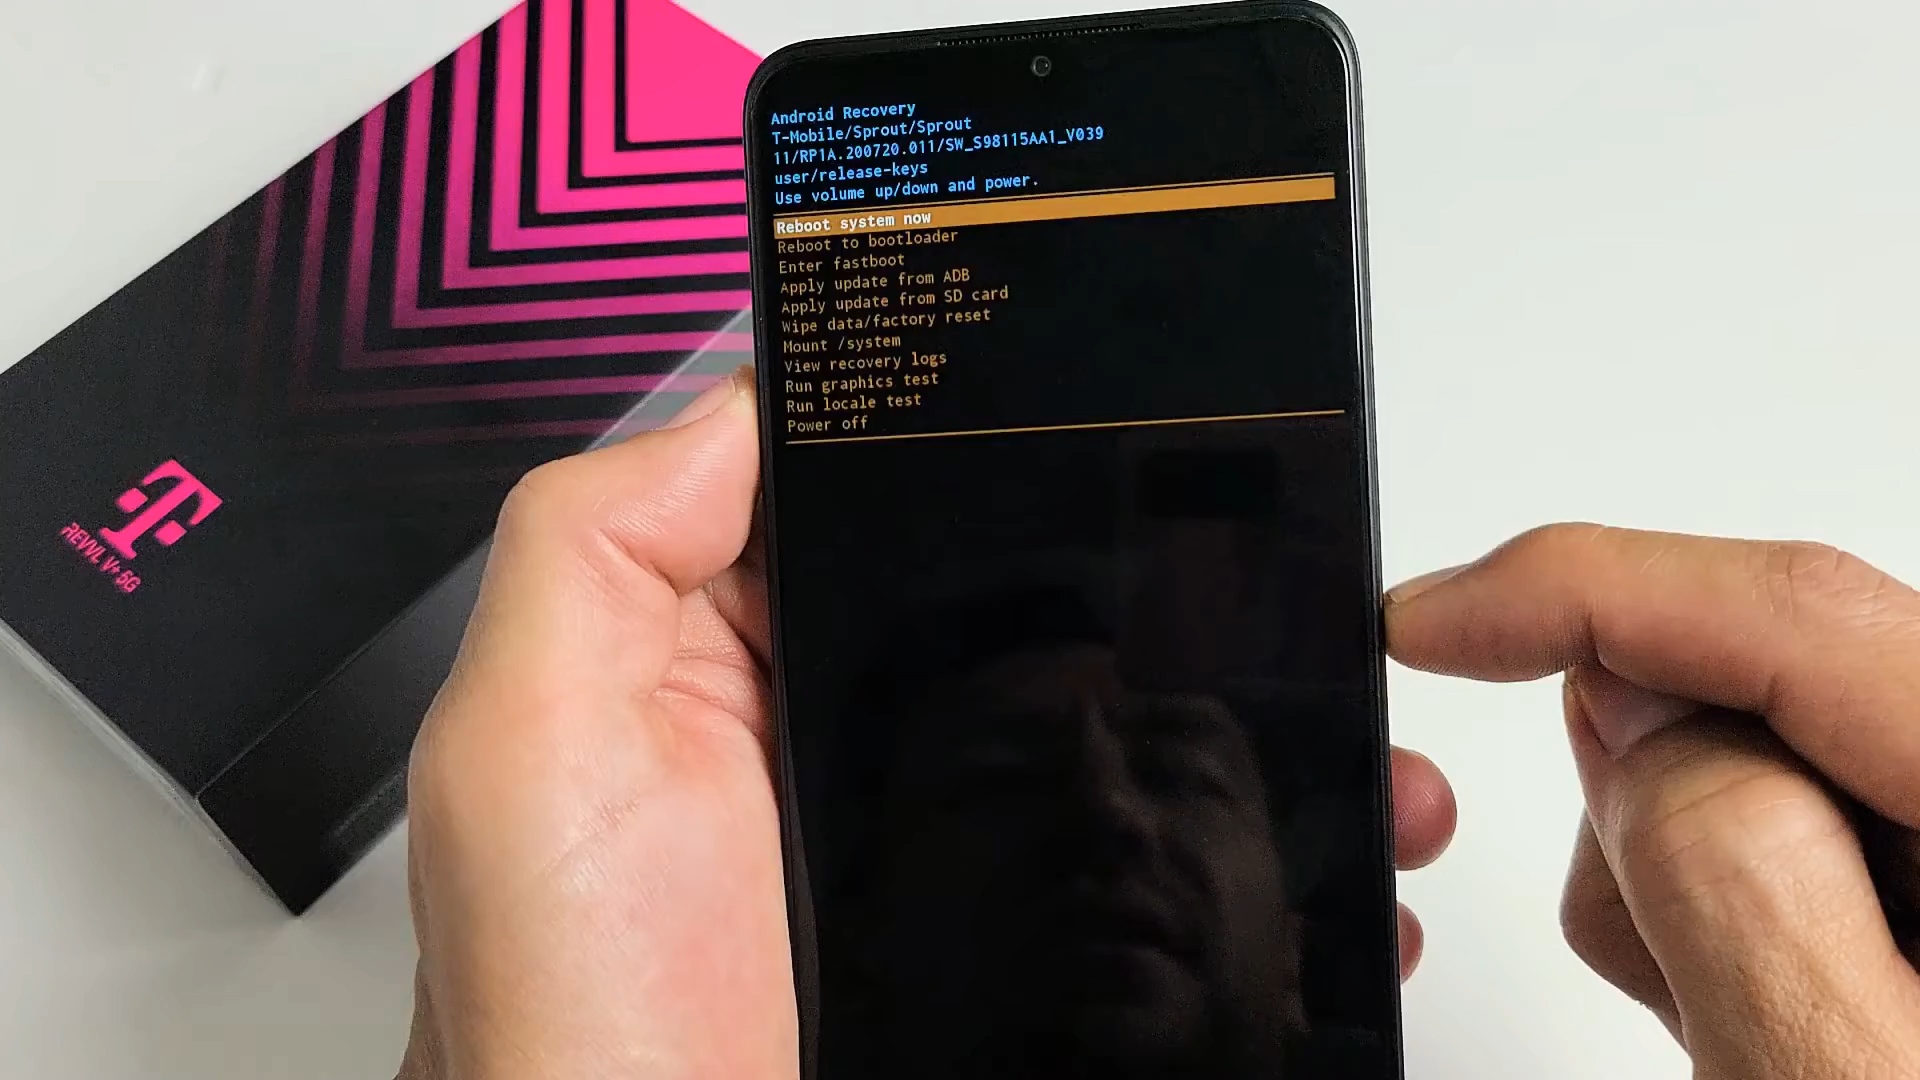 Android Recovery
T-Mobile/Sprout/Sprout
11/RP1A.200720.011/SW_S98115AA1_V039
user/release-keys
Use volume up/down and power.
Reboot system now
Reboot to bootloader
Enter fastboot
Apply update from ADB
Apply update from SD card
Wipe data/factory reset
Mount /system
View recovery logs
Run graphics test
Run locale test
Power off
T
REVVL V+ 5G